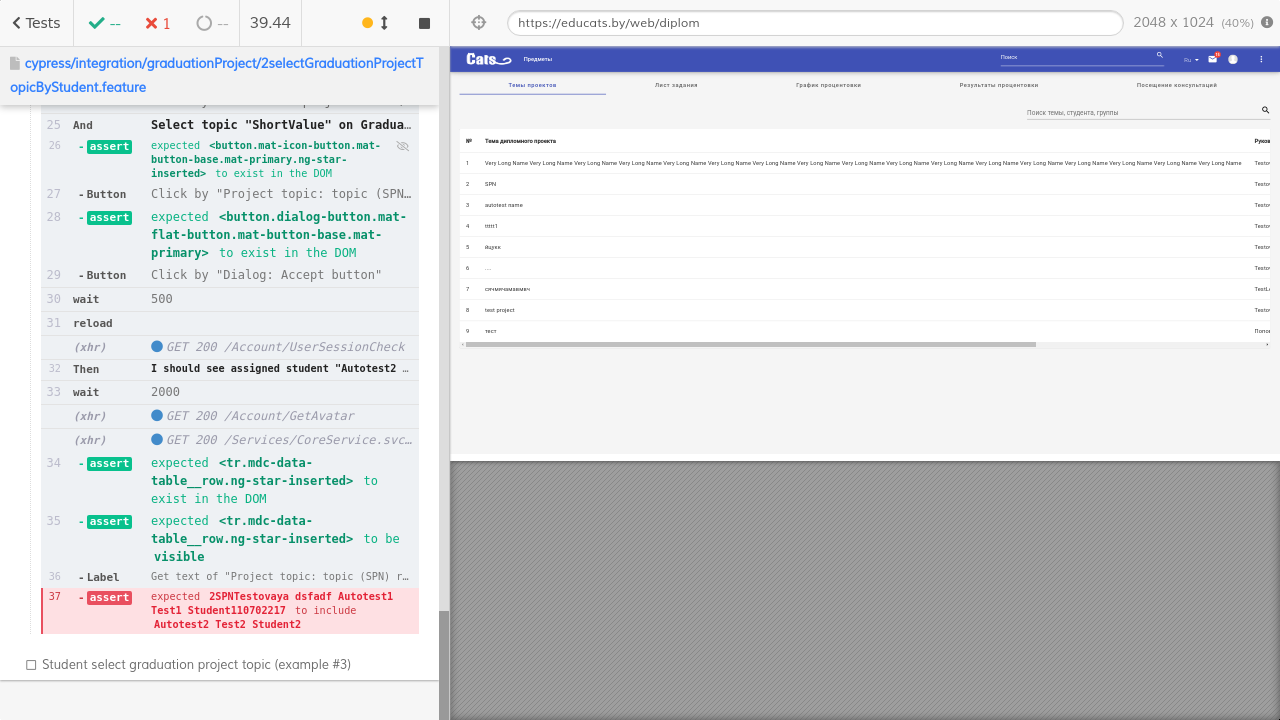 Tests
--
1
--
39.44
https://educats.by/web/diplom
2048 x 1024 (40%)
cypress/integration/graduationProject/2selectGraduationProjectT
opicByStudent.feature
25 And Select topic "ShortValue" on Gradua…
26 - assert expected <button.mat-icon-button.mat-
button-base.mat-primary.ng-star-
inserted> to exist in the DOM
27 - Button Click by "Project topic: topic (SPN…
28 - assert expected <button.dialog-button.mat-
flat-button.mat-button-base.mat-
primary> to exist in the DOM
29 - Button Click by "Dialog: Accept button"
30 wait 500
31 reload
(xhr) GET 200 /Account/UserSessionCheck
32 Then I should see assigned student "Autotest2 …
33 wait 2000
(xhr) GET 200 /Account/GetAvatar
(xhr) GET 200 /Services/CoreService.svc…
34 - assert expected <tr.mdc-data-
table__row.ng-star-inserted> to
exist in the DOM
35 - assert expected <tr.mdc-data-
table__row.ng-star-inserted> to be
visible
36 - Label Get text of "Project topic: topic (SPN) r…
37 - assert expected 2SPNTestovaya dsfadf Autotest1
Test1 Student110702217 to include
Autotest2 Test2 Student2
Student select graduation project topic (example #3)
Cats Предметы Поиск Ru
Темы проектов Лист задания График процентовки Результаты процентовки Посещение консультаций
Поиск темы, студента, группы
№ Тема дипломного проекта Руков
1 Very Long Name Very Long Name Very Long Name Very Long Name Very Long Name Very Long Name Very Long Name Very Long Name Very Long Name Very Long Name Very Long Name Very Long Name Very Long Name Very Long Name Very Long Name Very Long Name Very Long Name Testov
2 SPN Testov
3 autotest name Testov
4 ttttt1 Testov
5 йцукк Testov
6 ... Testov
7 TestLe
8 test project Testov
9 тест Попов